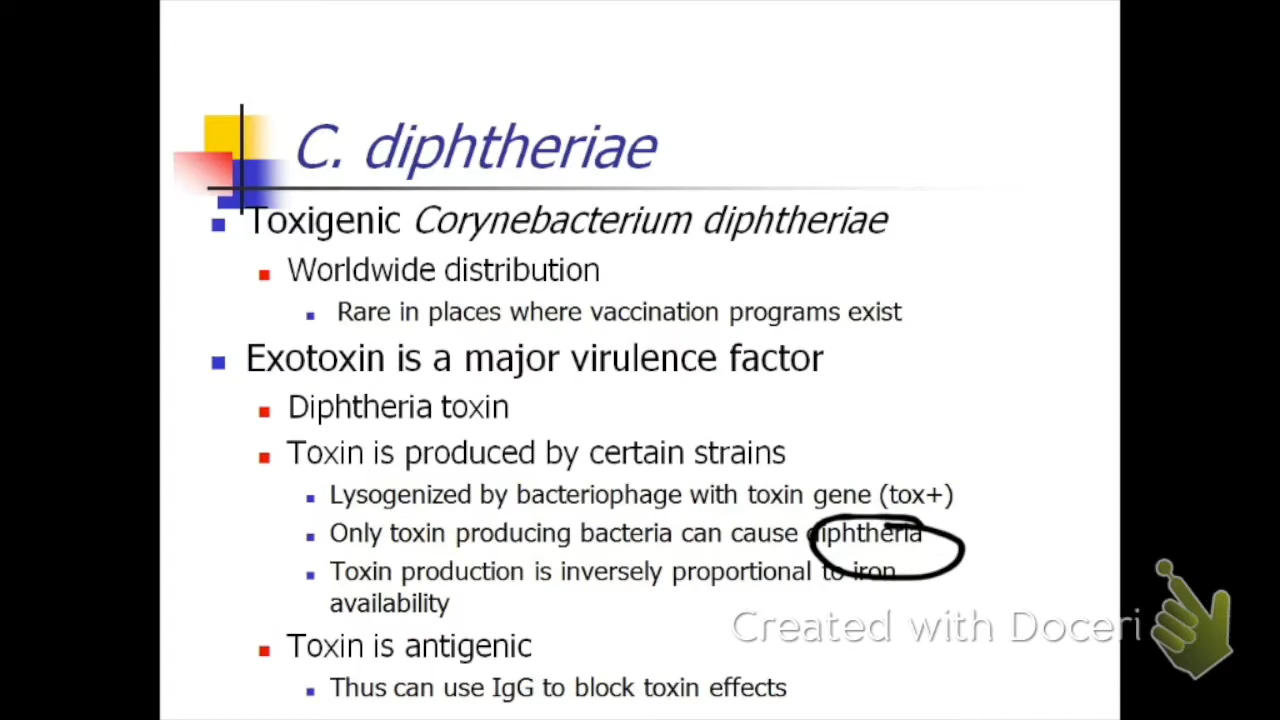 C. diphtheriae
Toxigenic Corynebacterium diphtheriae
Worldwide distribution
Rare in places where vaccination programs exist
Exotoxin is a major virulence factor
Diphtheria toxin
Toxin is produced by certain strains
Lysogenized by bacteriophage with toxin gene (tox+)
Only toxin producing bacteria can cause diphtheria
Toxin production is inversely proportional to iron
availability
Created with Doceri
Toxin is antigenic
Thus can use IgG to block toxin effects